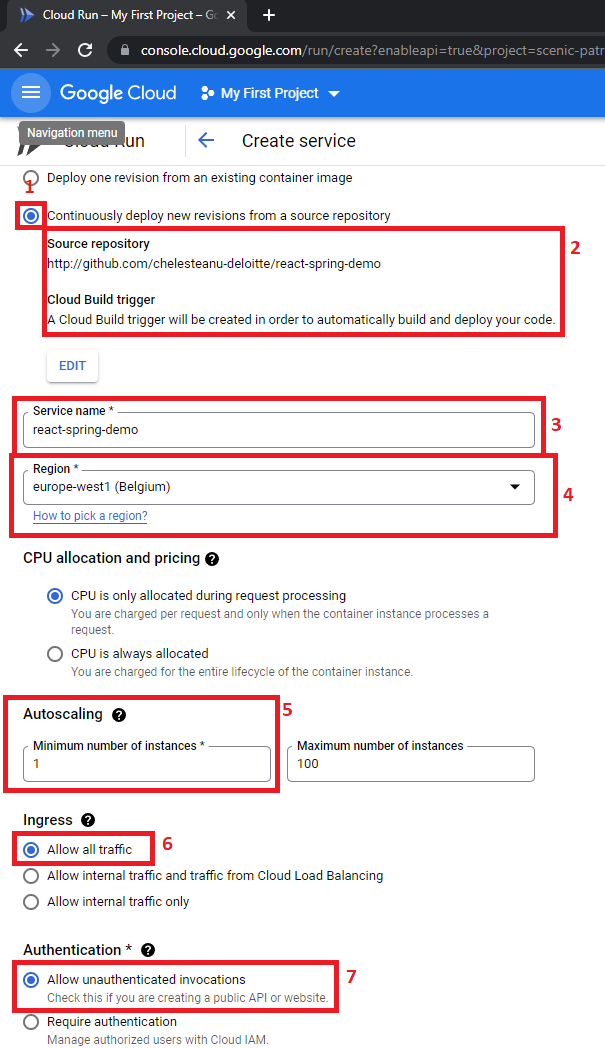 Cloud Run – My First Project – G
console.cloud.google.com/run/create?enableapi=true&project=scenic-patr
Google Cloud My First Project
Navigation menu
Cloud Run Create service
Deploy one revision from an existing container image
1
Continuously deploy new revisions from a source repository
Source repository
2
http://github.com/chelesteanu-deloitte/react-spring-demo
Cloud Build trigger
A Cloud Build trigger will be created in order to automatically build and deploy your code.
EDIT
Service name *
react-spring-demo
3
Region *
europe-west1 (Belgium)
4
How to pick a region?
CPU allocation and pricing
CPU is only allocated during request processing
You are charged per request and only when the container instance processes a
request.
CPU is always allocated
You are charged for the entire lifecycle of the container instance.
Autoscaling
5
Minimum number of instances * Maximum number of instances
1 100
Ingress
Allow all traffic
6
Allow internal traffic and traffic from Cloud Load Balancing
Allow internal traffic only
Authentication *
Allow unauthenticated invocations
7
Check this if you are creating a public API or website.
Require authentication
Manage authorized users with Cloud IAM.